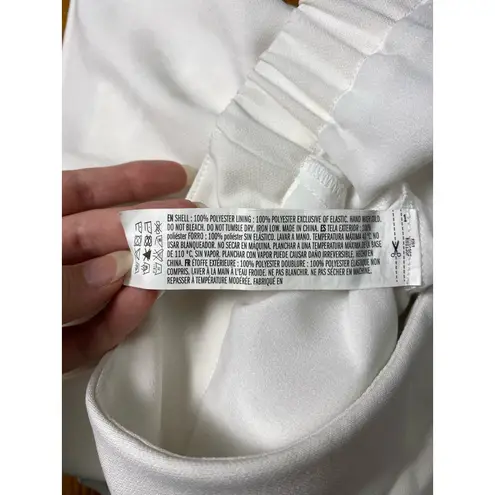 EN SHELL : 100% POLYESTER LINING : 100% POLYESTER EXCLUSIVE OF ELASTIC. HAND WASH COLD.
DO NOT BLEACH. DO NOT TUMBLE DRY. IRON LOW. MADE IN CHINA. ES TELA EXTERIOR : 100%
poliéster FORRO : 100% poliéster SIN ELÁSTICO. LAVAR A MANO. TEMPERATURA MÁXIMA 40°C. NO
USAR BLANQUEADOR. NO SECAR EN MAQUINA. PLANCHAR A UNA TEMPERATURA MÁXIMA DE LA BASE
DE 110 °C, SIN VAPOR. PLANCHAR CON VAPOR PUEDE CAUSAR DAÑO IRREVERSIBLE. HECHO EN
CHINA. FR ÉTOFFE EXTÉRIEURE : 100% POLYESTER DOUBLURE : 100% POLYESTER ÉLASTIQUE NON
COMPRIS. LAVER À LA MAIN À L'EAU FROIDE. NE PAS BLANCHIR. NE PAS SÉCHER EN MACHINE.
REPASSER À TEMPÉRATURE MODÉRÉE. FABRIQUÉ EN